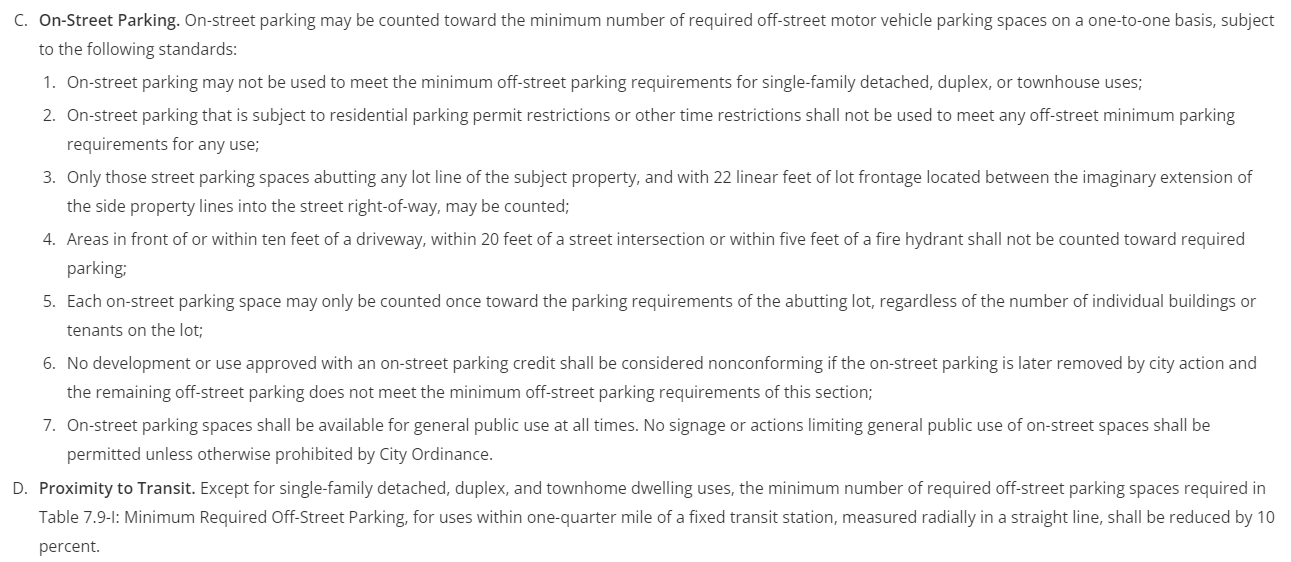 C. On-Street Parking. On-street parking may be counted toward the minimum number of required off-street motor vehicle parking spaces on a one-to-one basis, subject
to the following standards:
1. On-street parking may not be used to meet the minimum off-street parking requirements for single-family detached, duplex, or townhouse uses;
2. On-street parking that is subject to residential parking permit restrictions or other time restrictions shall not be used to meet any off-street minimum parking
requirements for any use;
3. Only those street parking spaces abutting any lot line of the subject property, and with 22 linear feet of lot frontage located between the imaginary extension of
the side property lines into the street right-of-way, may be counted;
4. Areas in front of or within ten feet of a driveway, within 20 feet of a street intersection or within five feet of a fire hydrant shall not be counted toward required
parking;
5. Each on-street parking space may only be counted once toward the parking requirements of the abutting lot, regardless of the number of individual buildings or
tenants on the lot;
6. No development or use approved with an on-street parking credit shall be considered nonconforming if the on-street parking is later removed by city action and
the remaining off-street parking does not meet the minimum off-street parking requirements of this section;
7. On-street parking spaces shall be available for general public use at all times. No signage or actions limiting general public use of on-street spaces shall be
permitted unless otherwise prohibited by City Ordinance.
D. Proximity to Transit. Except for single-family detached, duplex, and townhome dwelling uses, the minimum number of required off-street parking spaces required in
Table 7.9-I: Minimum Required Off-Street Parking, for uses within one-quarter mile of a fixed transit station, measured radially in a straight line, shall be reduced by 10
percent.